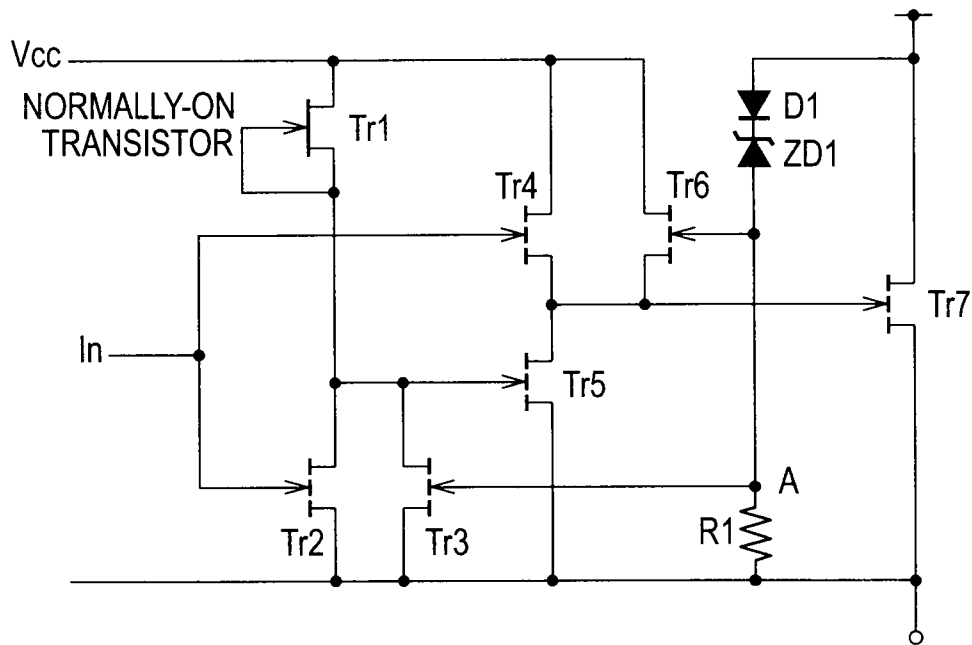 Vcc
NORMALLY-ON
TRANSISTOR
Tr1
D1
ZD1
Tr4
Tr6
Tr7
In
Tr5
A
R1
Tr2
Tr3